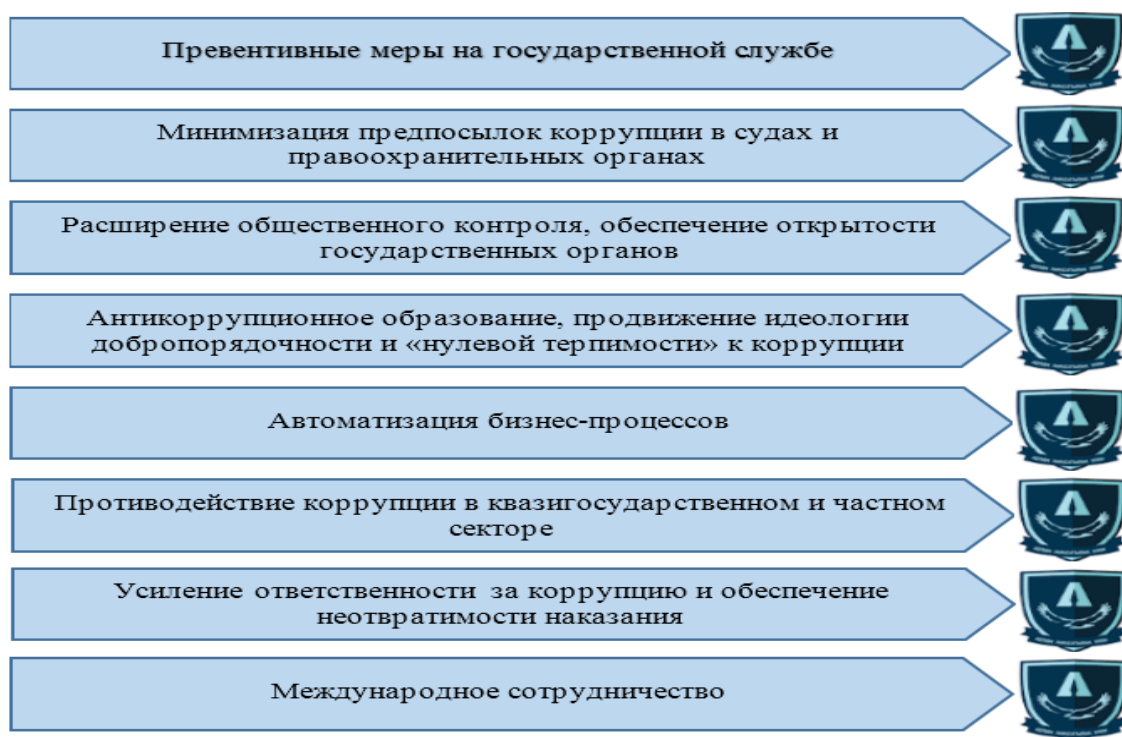 Превентивные меры на государственной службе
Минимизация предпосылок коррупции в судах и
правоохранительных органах
Расширение общественного контроля, обеспечение открытости
государственных органов
Антикоррупционное образование, продвижение идеологии
добропорядочности и «нулевой терпимости» к коррупции
Автоматизация бизнес-процессов
Противодействие коррупции в квазигосударственном и частном
секторе
Усиление ответственности за коррупцию и обеспечение
неотвратимости наказания
Международное сотрудничество